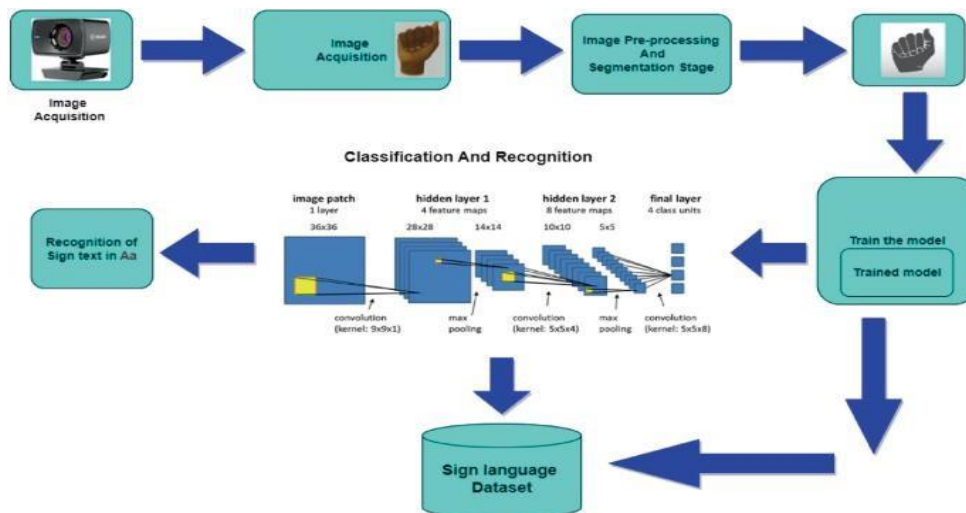 Image
Acquisition
Image
Acquisition
Image Pre-processing
And
Segmentation Stage
Classification And Recognition
image patch
1 layer
36x36
hidden layer 1
4 feature maps
28x28
14x14
hidden layer 2
8 feature maps
10x10
5x5
final layer
4 class units
convolution
(kernel: 9x9x1)
max
pooling
convolution
(kernel: 5x5x4)
max
pooling
convolution
(kernel: 5x5x8)
Train the model
Trained model
Recognition of
Sign text in Aa
Sign language
Dataset